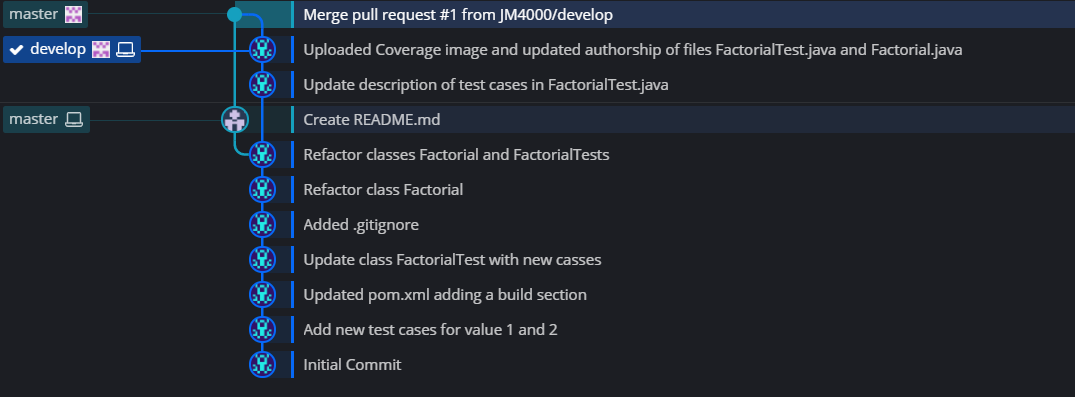 master Merge pull request #1 from JM4000/develop
develop Uploaded Coverage image and updated authorship of files FactorialTest.java and Factorial.java
Update description of test cases in FactorialTest.java
master Create README.md
Refactor classes Factorial and FactorialTests
Refactor class Factorial
Added .gitignore
Update class FactorialTest with new casses
Updated pom.xml adding a build section
Add new test cases for value 1 and 2
Initial Commit